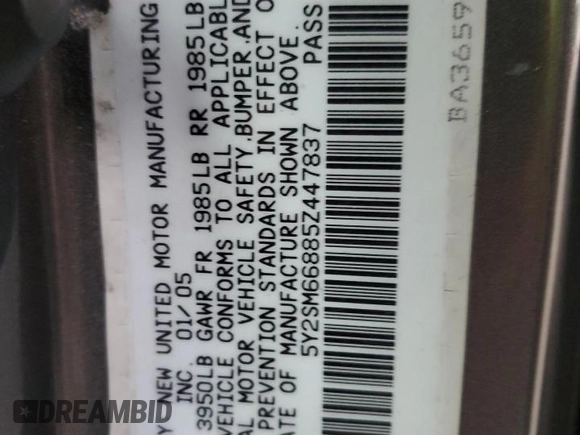 Y NEW UNITED MOTOR MANUFACTURING
INC. 01/05
3950LB GAWR FR 1985LB RR 1985LB
VEHICLE CONFORMS TO ALL APPLICABL
AL MOTOR VEHICLE SAFETY,BUMPER,AND
PREVENTION STANDARDS IN EFFECT O
ATE OF MANUFACTURE SHOWN ABOVE.
5Y2SM66885Z447837 PASS
BA3659
DREAMBID